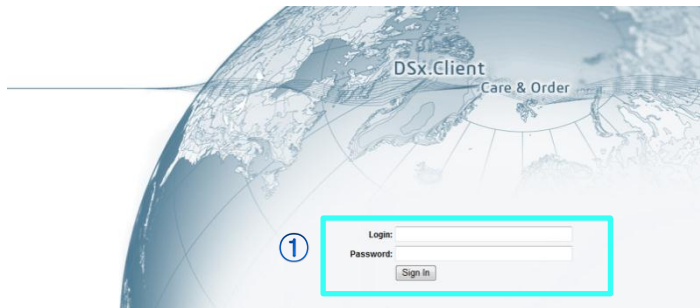 DSx.Client
Care & Order
①
Login:
Password:
Sign In